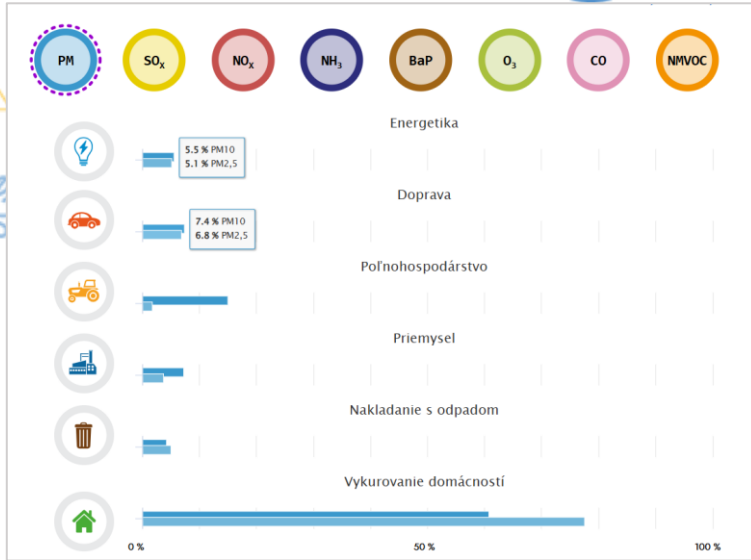 PM SOX NOX NH3 BaP O3 CO NMVOC
Energetika
5.5 % PM10
5.1 % PM2,5
Doprava
7.4 % PM10
6.8 % PM2,5
Poľnohospodárstvo
Priemysel
Nakladanie s odpadom
Vykurovanie domácností
0 % 50 % 100 %